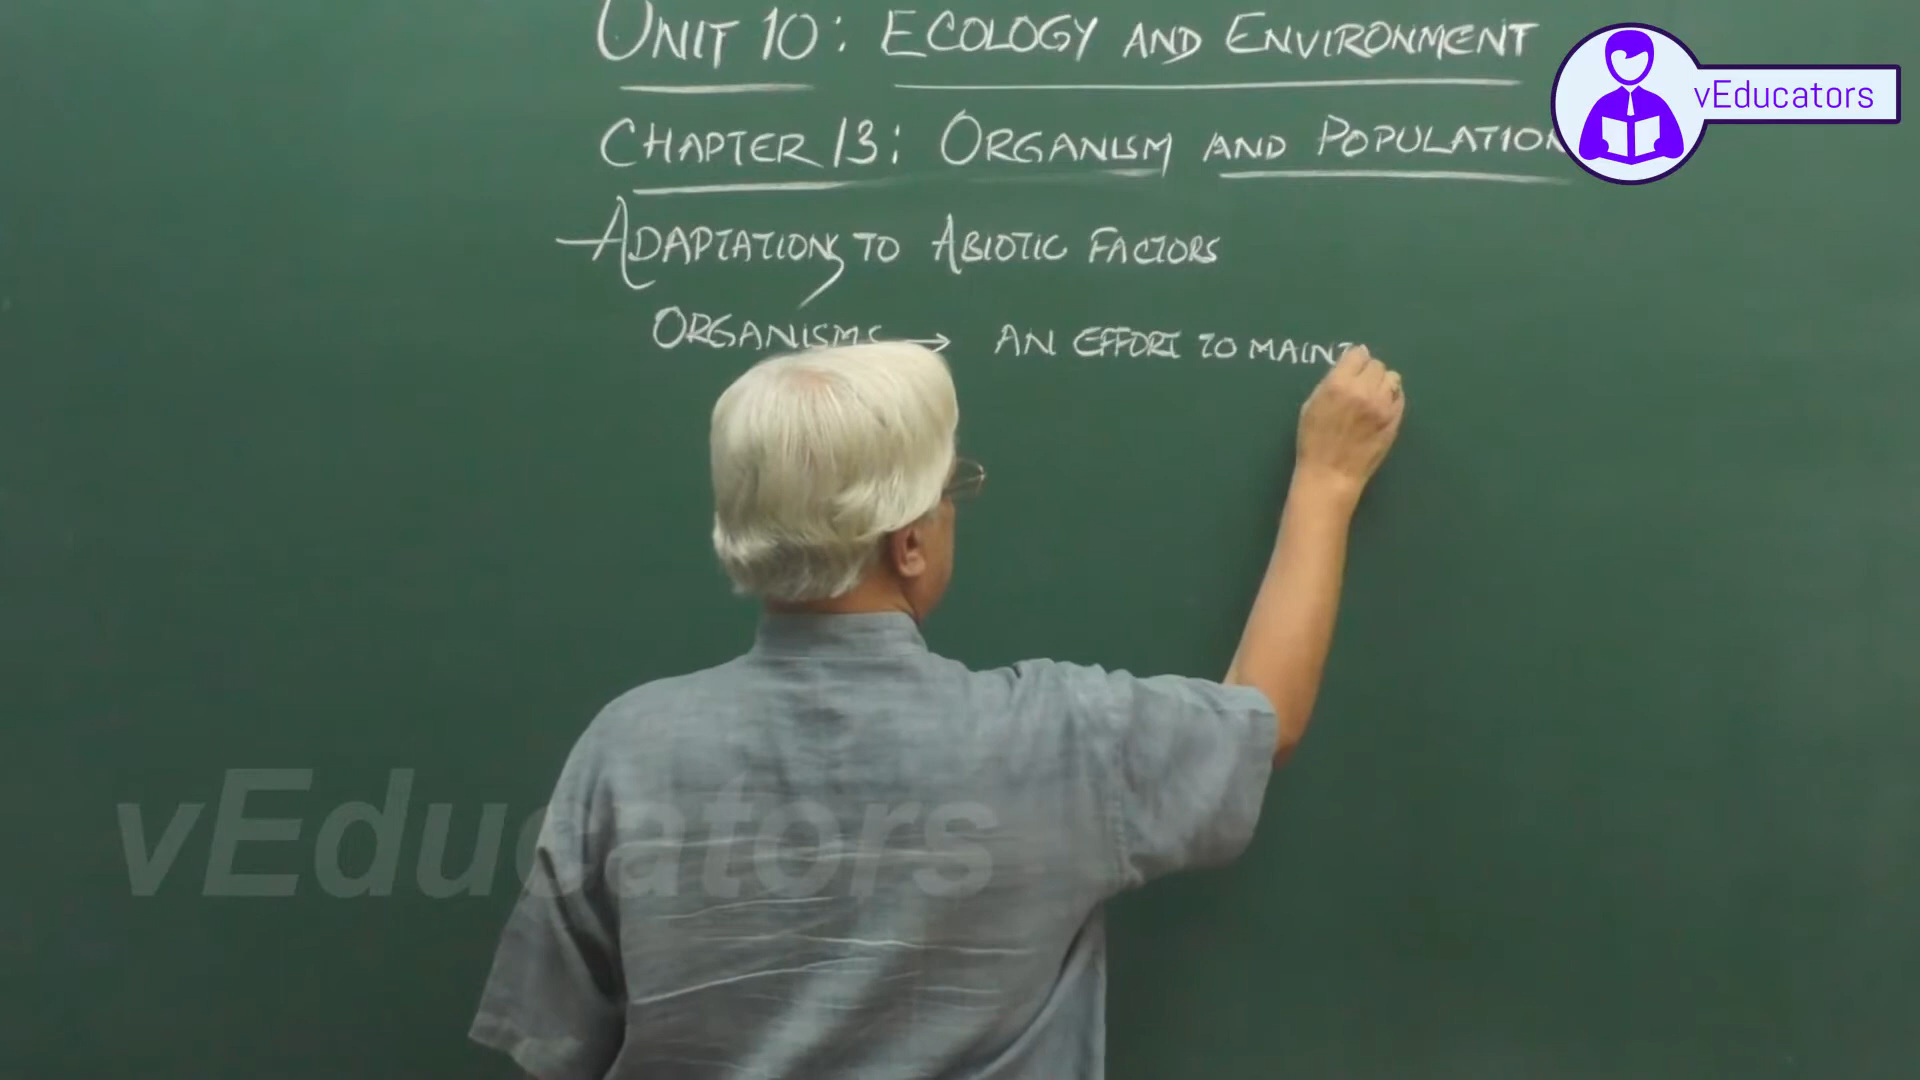 UNIT 10: ECOLOGY AND ENVIRONMENT
vEducators
CHAPTER 13: ORGANISM AND POPULATION
ADAPTATIONS TO ABIOTIC FACTORS
ORGANISMS → AN EFFORT TO MAINT
vEducators